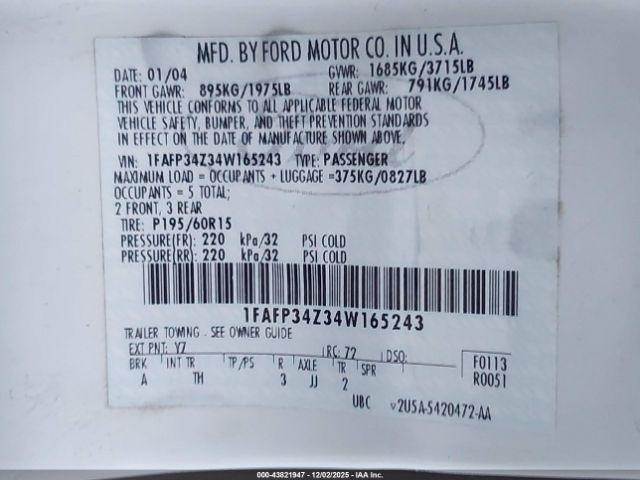 MFD. BY FORD MOTOR CO. IN U.S.A.
DATE: 01/04 GVWR: 1685KG/3715LB
FRONT GAWR: 895KG/1975LB REAR GAWR: 791KG/1745LB
THIS VEHICLE CONFORMS TO ALL APPLICABLE FEDERAL MOTOR
VEHICLE SAFETY, BUMPER, AND THEFT PREVENTION STANDARDS
IN EFFECT ON THE DATE OF MANUFACTURE SHOWN ABOVE.
VIN: 1FAFP34Z34W165243 TYPE: PASSENGER
MAXIMUM LOAD = OCCUPANTS + LUGGAGE =375KG/0827LB
OCCUPANTS = 5 TOTAL;
2 FRONT, 3 REAR
TIRE: P195/60R15
PRESSURE(FR): 220 kPa/32 PSI COLD
PRESSURE(RR): 220 kPa/32 PSI COLD
1FAFP34Z34W165243
TRAILER TOWING - SEE OWNER GUIDE
EXT PNT: Y7 RC: 72 DSO: F0113
BRK INT TR TP/PS R AXLE TR SPR R0051
A TH 3 JJ 2
UBC v2U5A-5420472-AA
000-43821947 - 12/02/2025 - IAA Inc.